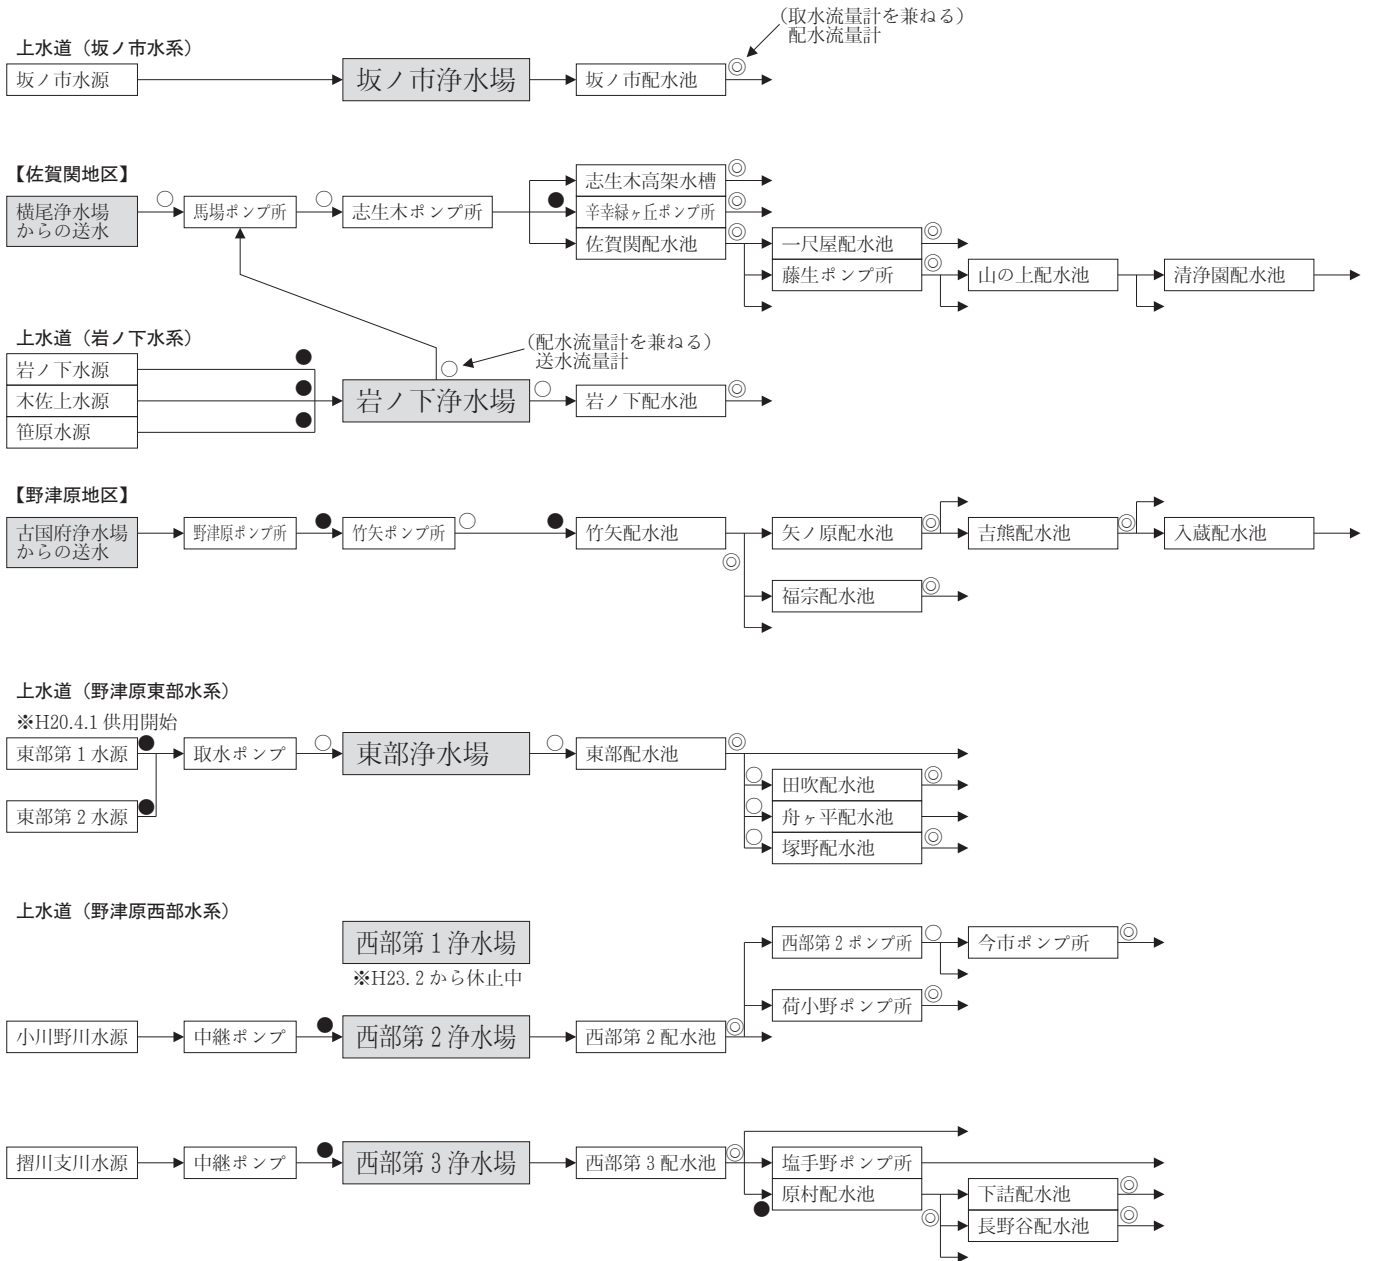 （取水流量計を兼ねる）
配水流量計
上水道（坂ノ市水系）
坂ノ市水源
坂ノ市浄水場
坂ノ市配水池
【佐賀関地区】
横尾浄水場
からの送水
馬場ポンプ所
志生木ポンプ所
志生木高架水槽
辛幸緑ヶ丘ポンプ所
佐賀関配水池
一尺屋配水池
藤生ポンプ所
山の上配水池
清浄園配水池
上水道（岩ノ下水系）
岩ノ下水源
木佐上水源
笹原水源
（配水流量計を兼ねる）
送水流量計
岩ノ下浄水場
岩ノ下配水池
【野津原地区】
古国府浄水場
からの送水
野津原ポンプ所
竹矢ポンプ所
竹矢配水池
矢ノ原配水池
吉熊配水池
入蔵配水池
福宗配水池
上水道（野津原東部水系）
※H20.4.1 供用開始
東部第１水源
取水ポンプ
東部浄水場
東部配水池
田吹配水池
東部第２水源
舟ヶ平配水池
塚野配水池
上水道（野津原西部水系）
西部第１浄水場
※H23.2 から休止中
西部第２ポンプ所
今市ポンプ所
荷小野ポンプ所
小川野川水源
中継ポンプ
西部第２浄水場
西部第２配水池
摺川支川水源
中継ポンプ
西部第３浄水場
西部第３配水池
塩手野ポンプ所
原村配水池
下詰配水池
長野谷配水池